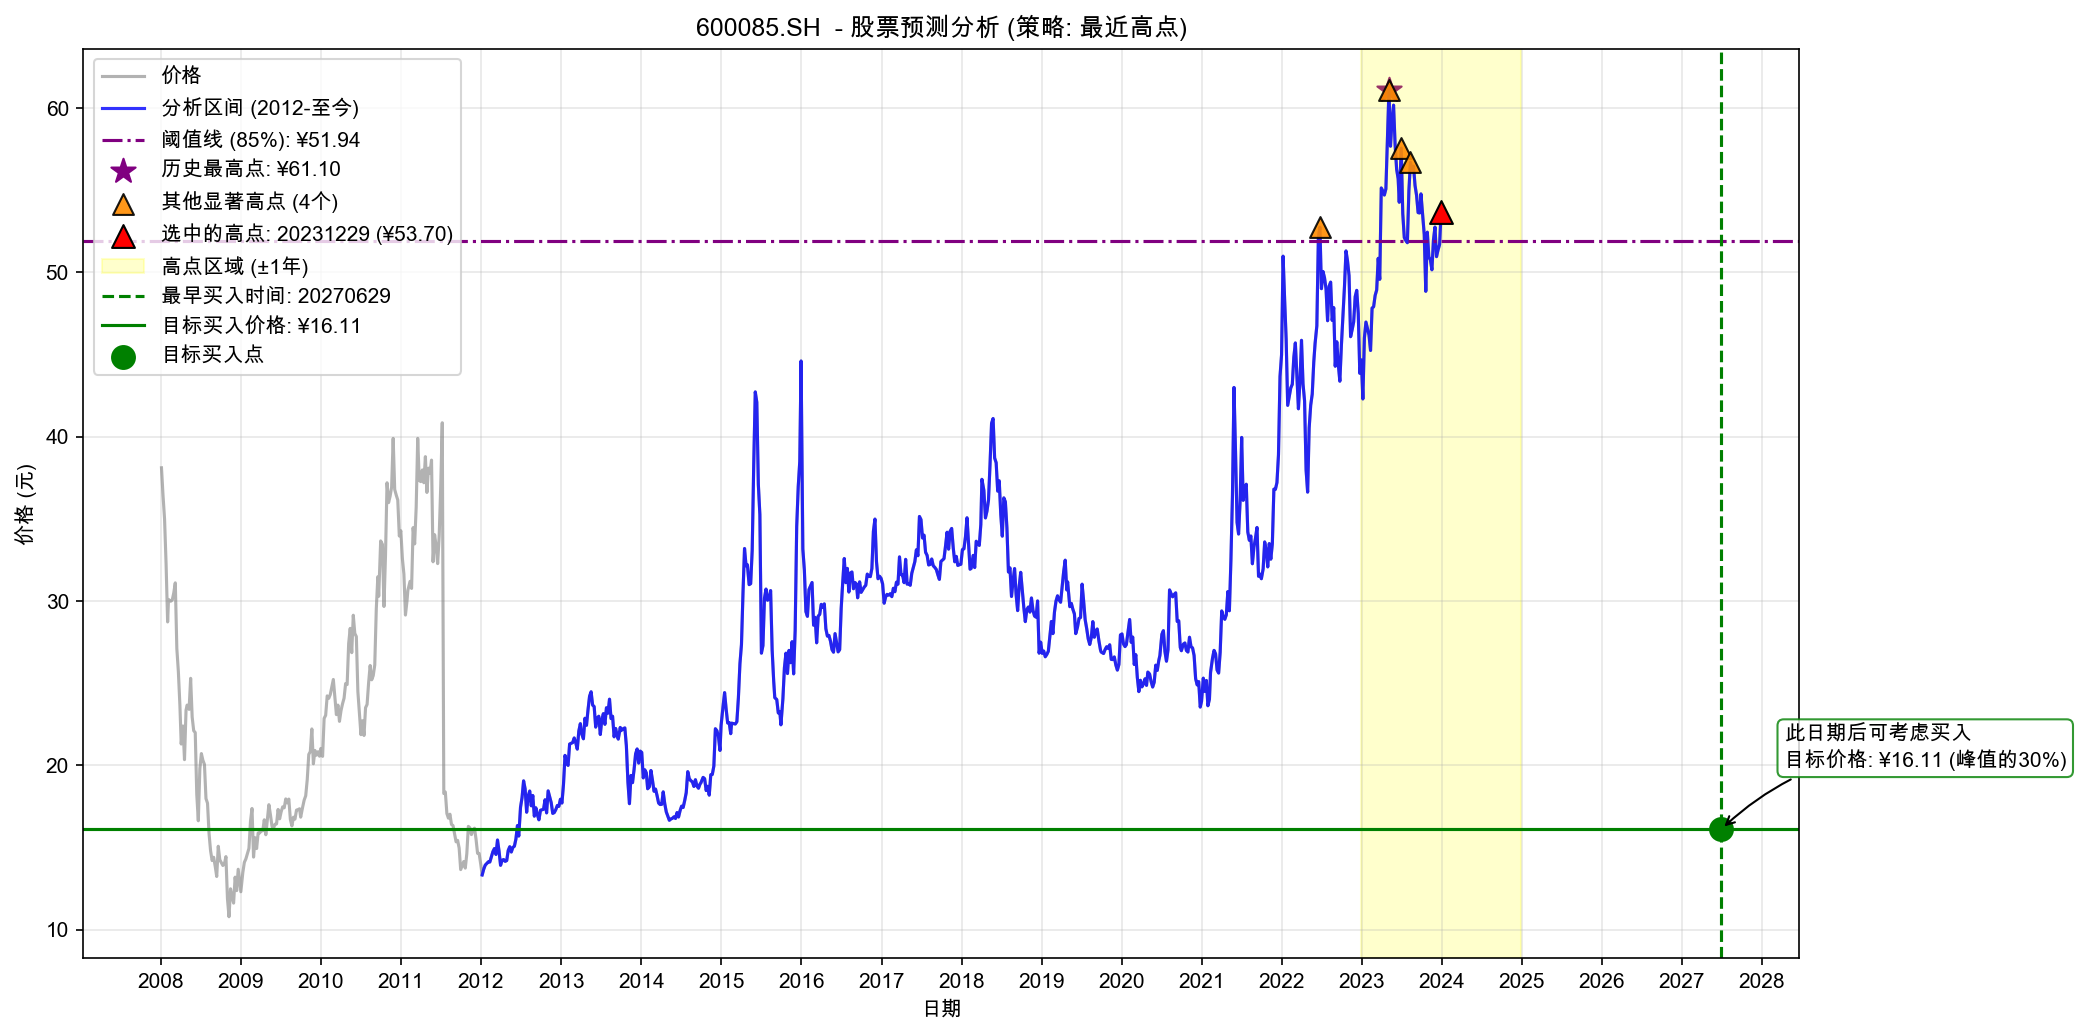 600085.SH - 股票预测分析 (策略: 最近高点)
价格
分析区间 (2012-至今)
阈值线 (85%): ¥51.94
历史最高点: ¥61.10
其他显著高点 (4个)
选中的高点: 20231229 (¥53.70)
高点区域 (±1年)
最早买入时间: 20270629
目标买入价格: ¥16.11
目标买入点
价格 (元)
60
50
40
30
20
10
此日期后可考虑买入
目标价格: ¥16.11 (峰值的30%)
2008 2009 2010 2011 2012 2013 2014 2015 2016 2017 2018 2019 2020 2021 2022 2023 2024 2025 2026 2027 2028
日期